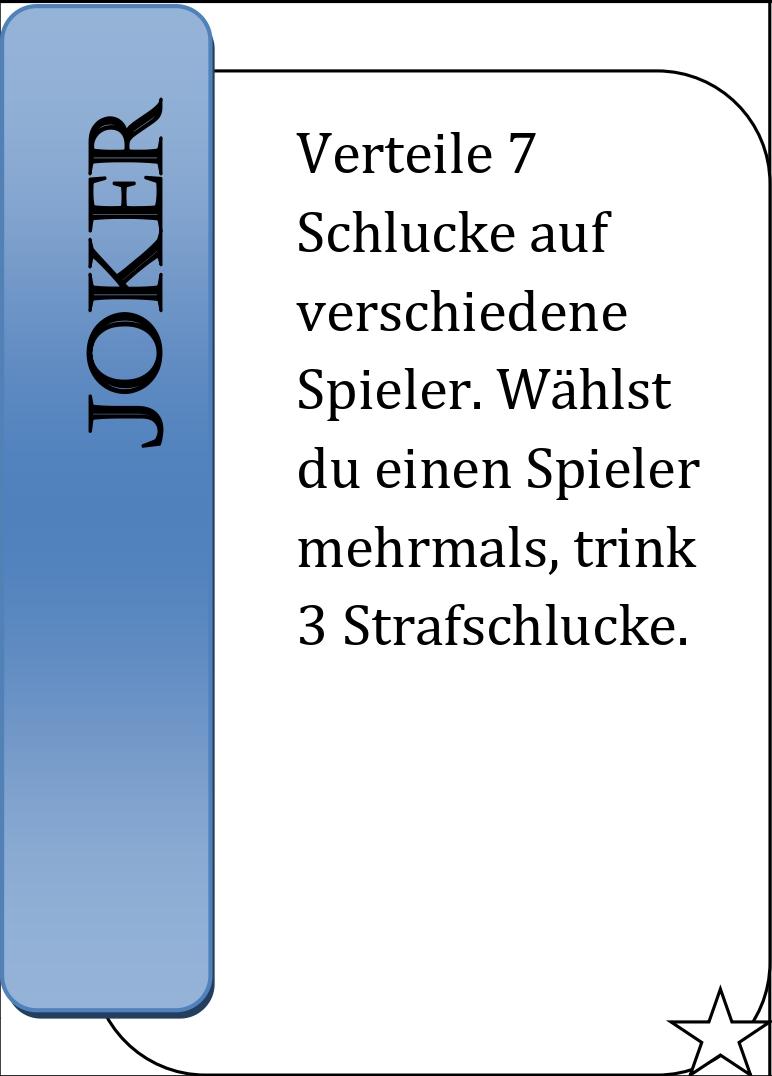 JOKER
Verteile 7
Schlucke auf
verschiedene
Spieler. Wählst
du einen Spieler
mehrmals, trink
3 Strafschlucke.